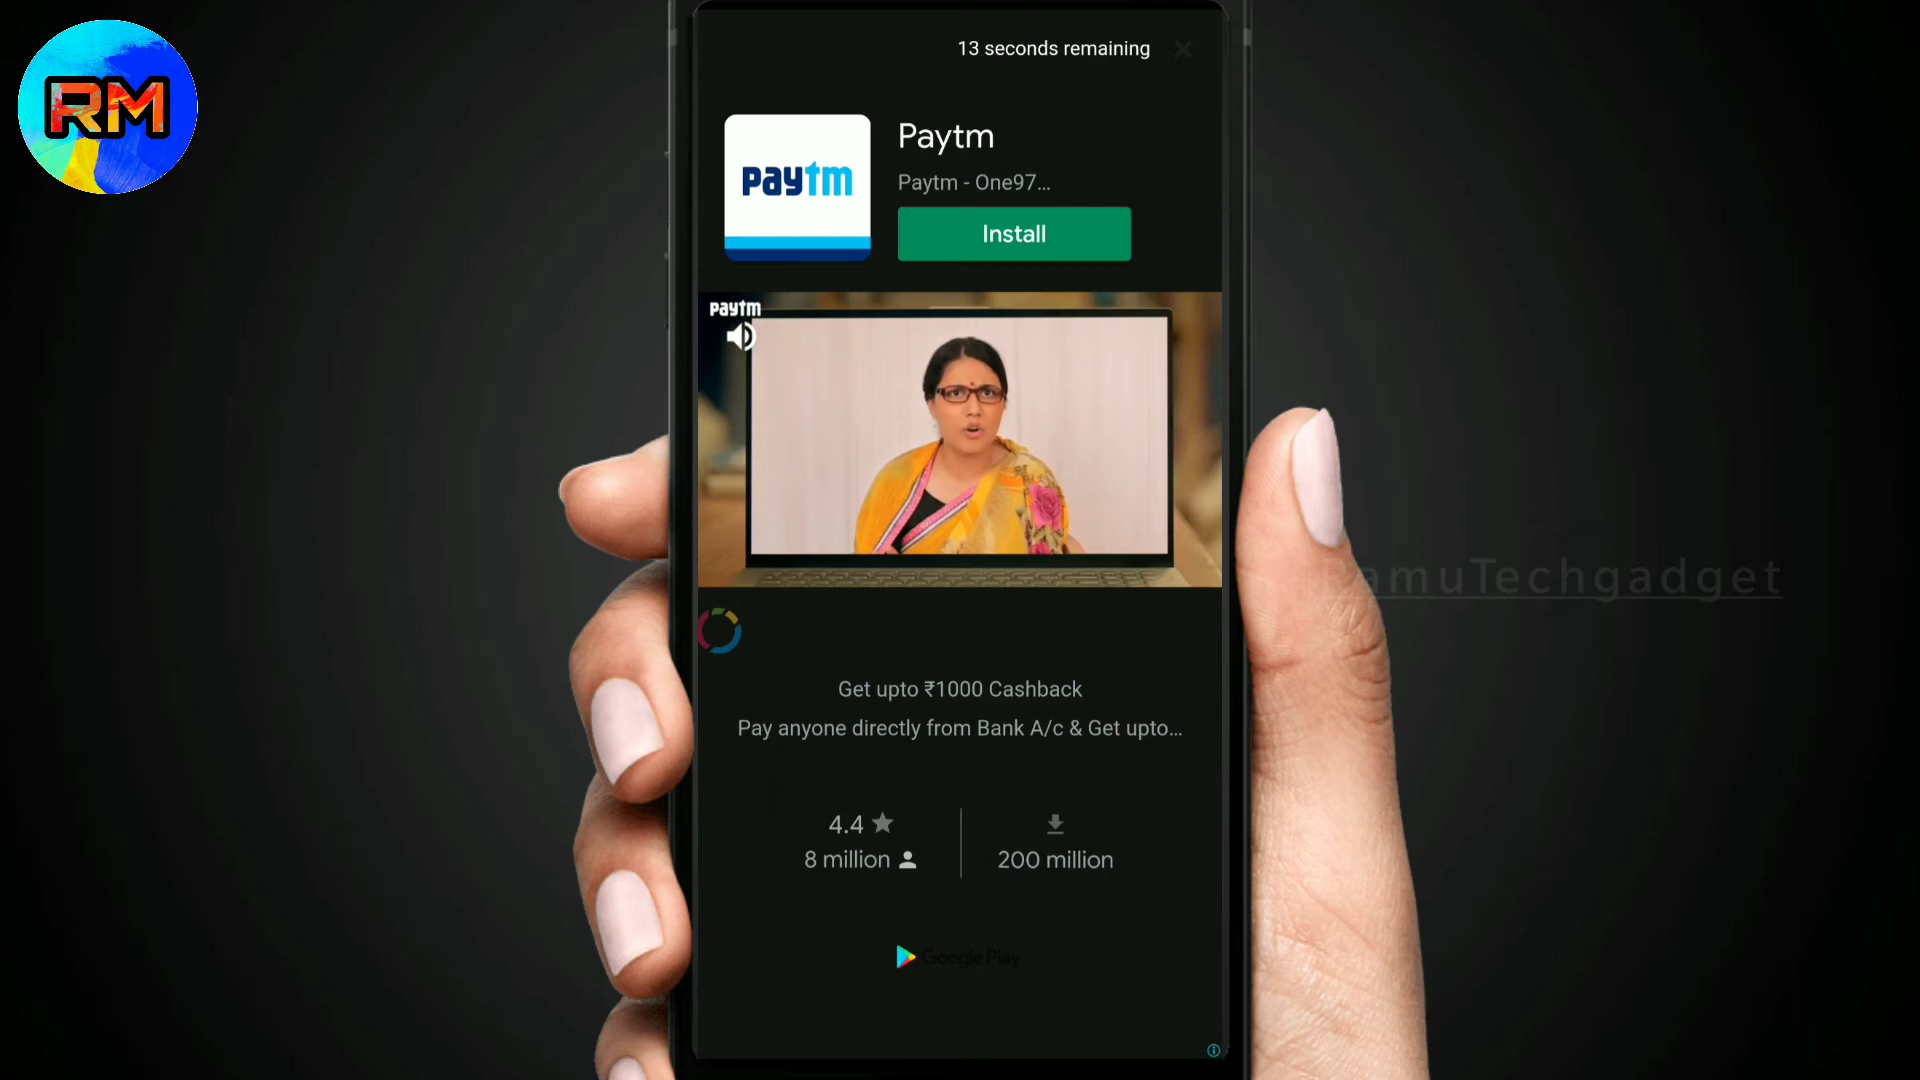 RM
13 seconds remaining
Paytm
Paytm - One97...
paytm
Install
paytm
amuTechgadget
Get upto ₹1000 Cashback
Pay anyone directly from Bank A/c & Get upto...
4.4
8 million
200 million
Google Play